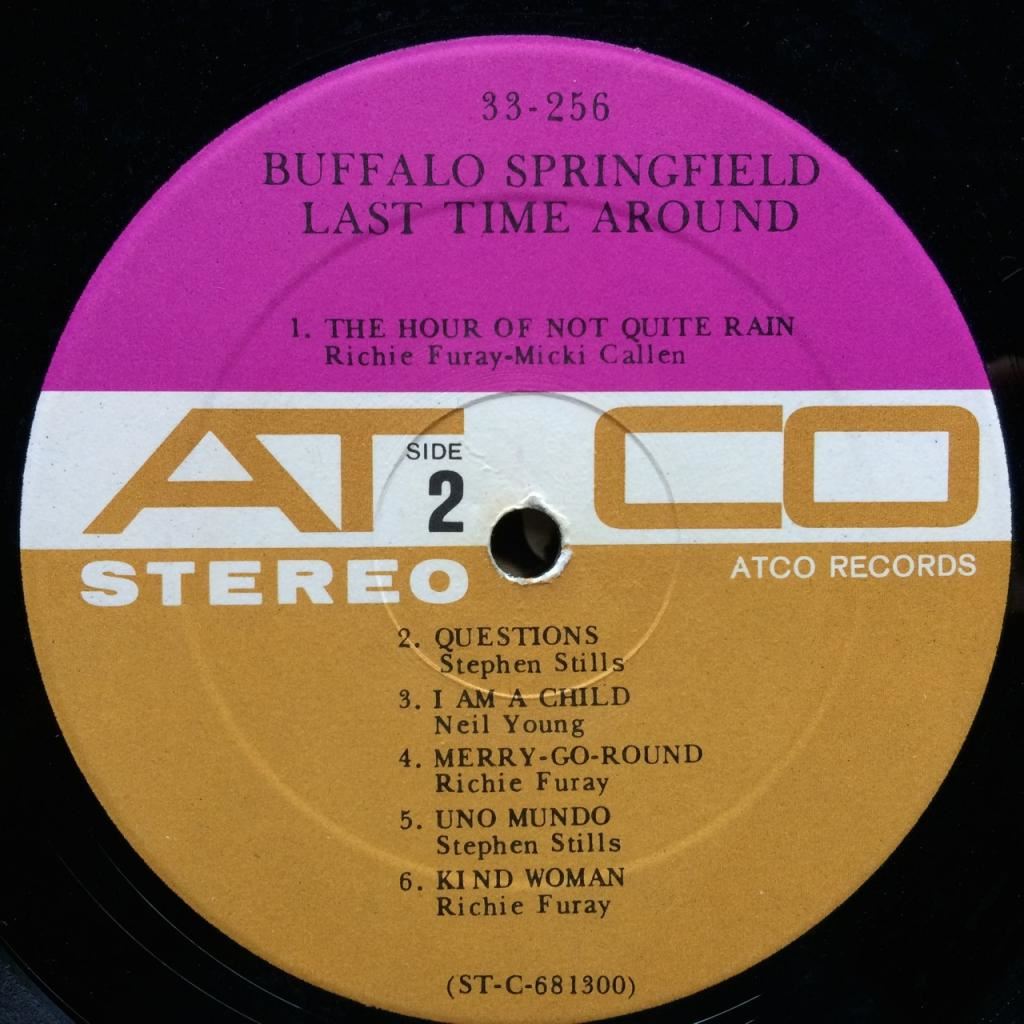 33-256
BUFFALO SPRINGFIELD
LAST TIME AROUND
1. THE HOUR OF NOT QUITE RAIN
Richie Furay-Micki Callen
ATCO
SIDE
2
STEREO
ATCO RECORDS
2. QUESTIONS
Stephen Stills
3. I AM A CHILD
Neil Young
4. MERRY-GO-ROUND
Richie Furay
5. UNO MUNDO
Stephen Stills
6. KIND WOMAN
Richie Furay
(ST-C-681300)